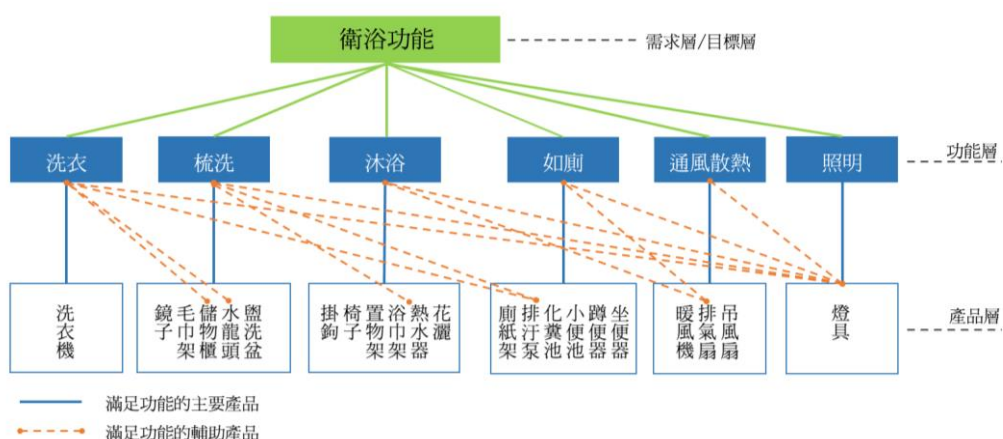 衛浴功能
需求層/目標層
洗衣
梳洗
沐浴
如廁
通風散熱
照明
功能層
洗衣機
鏡子
毛巾架
儲物櫃
水龍頭
盥洗盆
掛鉤
椅子
置物架
浴巾架
熱水器
花灑
廁紙架
排汙泵
化糞池
小便池
蹲便器
坐便器
暖風機
排氣扇
吊風扇
燈具
產品層
滿足功能的主要產品
滿足功能的輔助產品